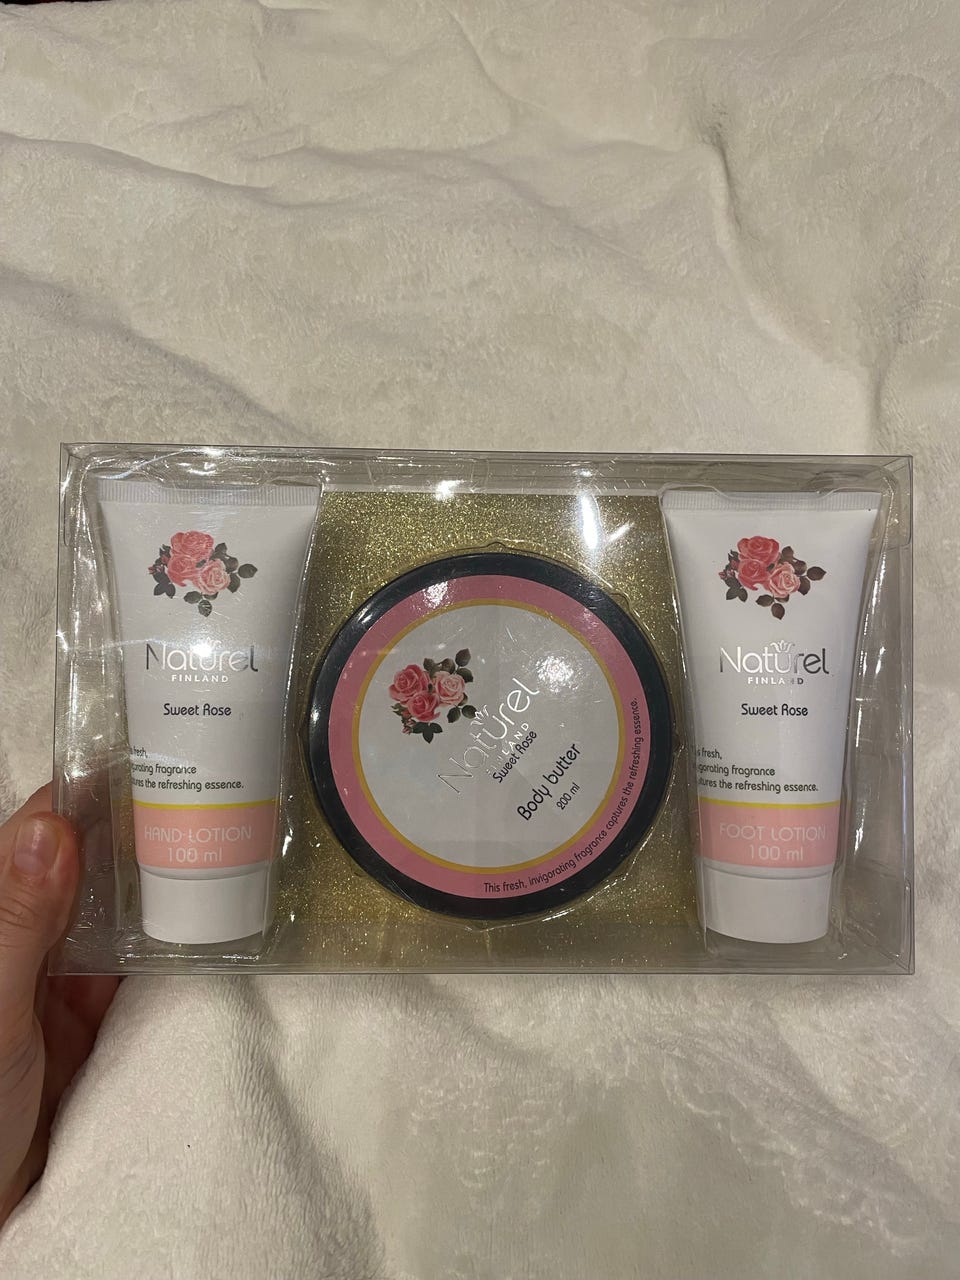 Naturel
FINLAND
Sweet Rose
fresh,
fragrance
the refreshing essence.
HAND LOTION
100 ml
Naturel
FINLAND
Sweet Rose
Body butter
200 ml
This fresh, invigorating fragrance captures the refreshing essence.
Naturel
FINLAND
Sweet Rose
fresh,
fragrance
the refreshing essence.
FOOT LOTION
100 ml